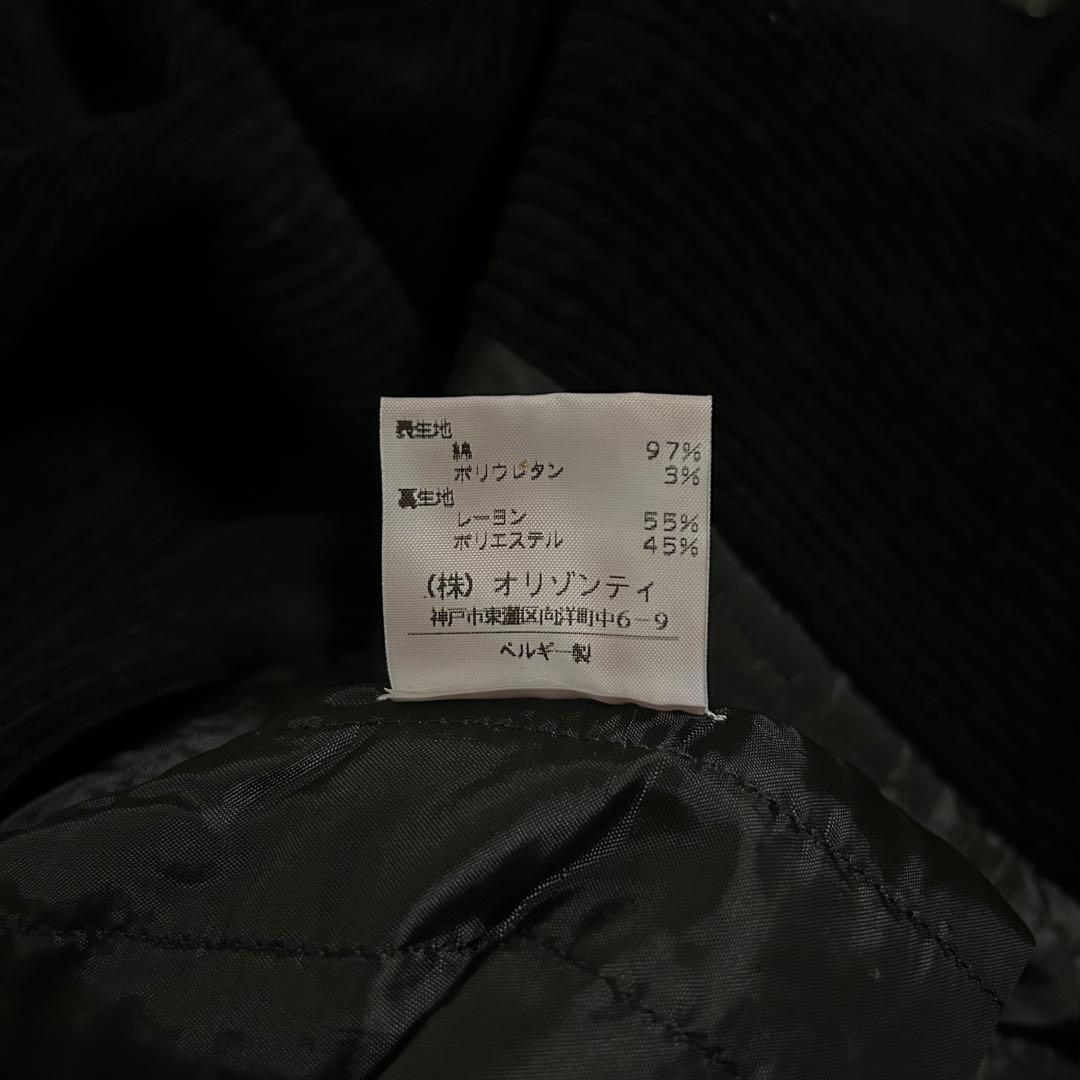 表生地
綿 97%
ポリウレタン 3%
裏生地
レーヨン 55%
ポリエステル 45%
(株) オリゾンティ
神戸市東灘区向洋町中6-9
ベルギー製